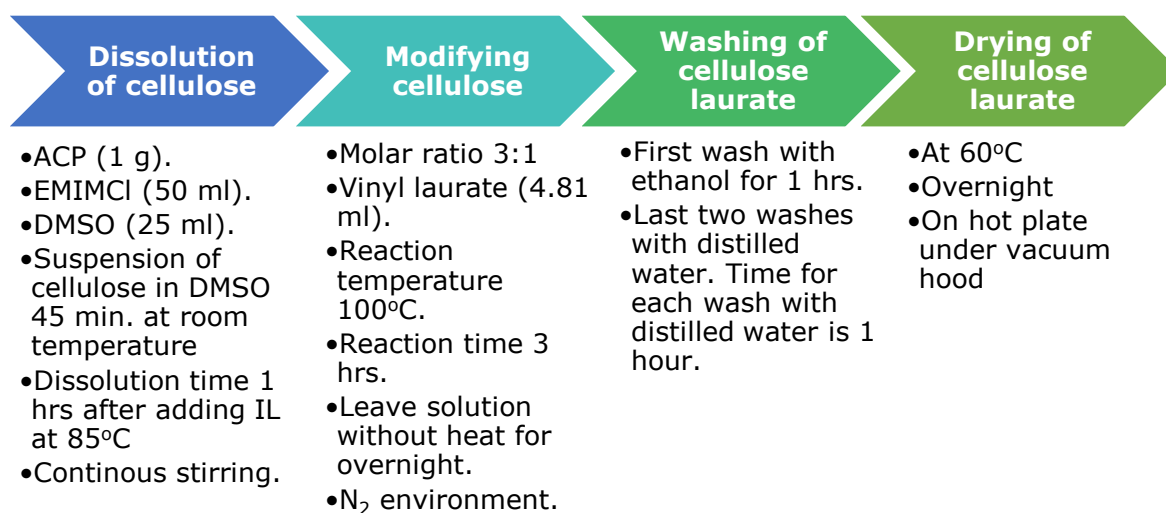 Dissolution
of cellulose
•ACP (1 g).
•EMIMCl (50 ml).
•DMSO (25 ml).
•Suspension of
cellulose in DMSO
45 min. at room
temperature
•Dissolution time 1
hrs after adding IL
at 85°C
•Continous stirring.
Modifying
cellulose
•Molar ratio 3:1
•Vinyl laurate (4.81
ml).
•Reaction
temperature
100°C.
•Reaction time 3
hrs.
•Leave solution
without heat for
overnight.
•N₂ environment.
Washing of
cellulose
laurate
•First wash with
ethanol for 1 hrs.
•Last two washes
with distilled
water. Time for
each wash with
distilled water is 1
hour.
Drying of
cellulose
laurate
•At 60°C
•Overnight
•On hot plate
under vacuum
hood